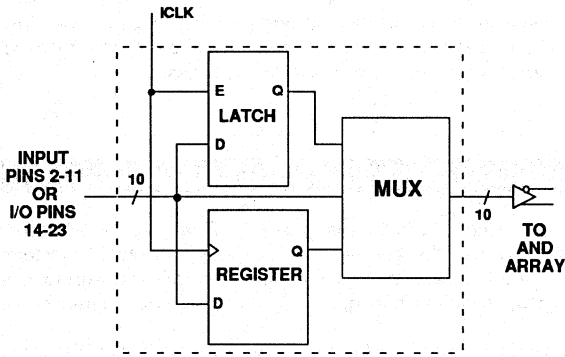 ICLK
E
Q
LATCH
D
INPUT
PINS 2-11
OR
I/O PINS
14-23
10
MUX
10
TO
AND
ARRAY
Q
REGISTER
D